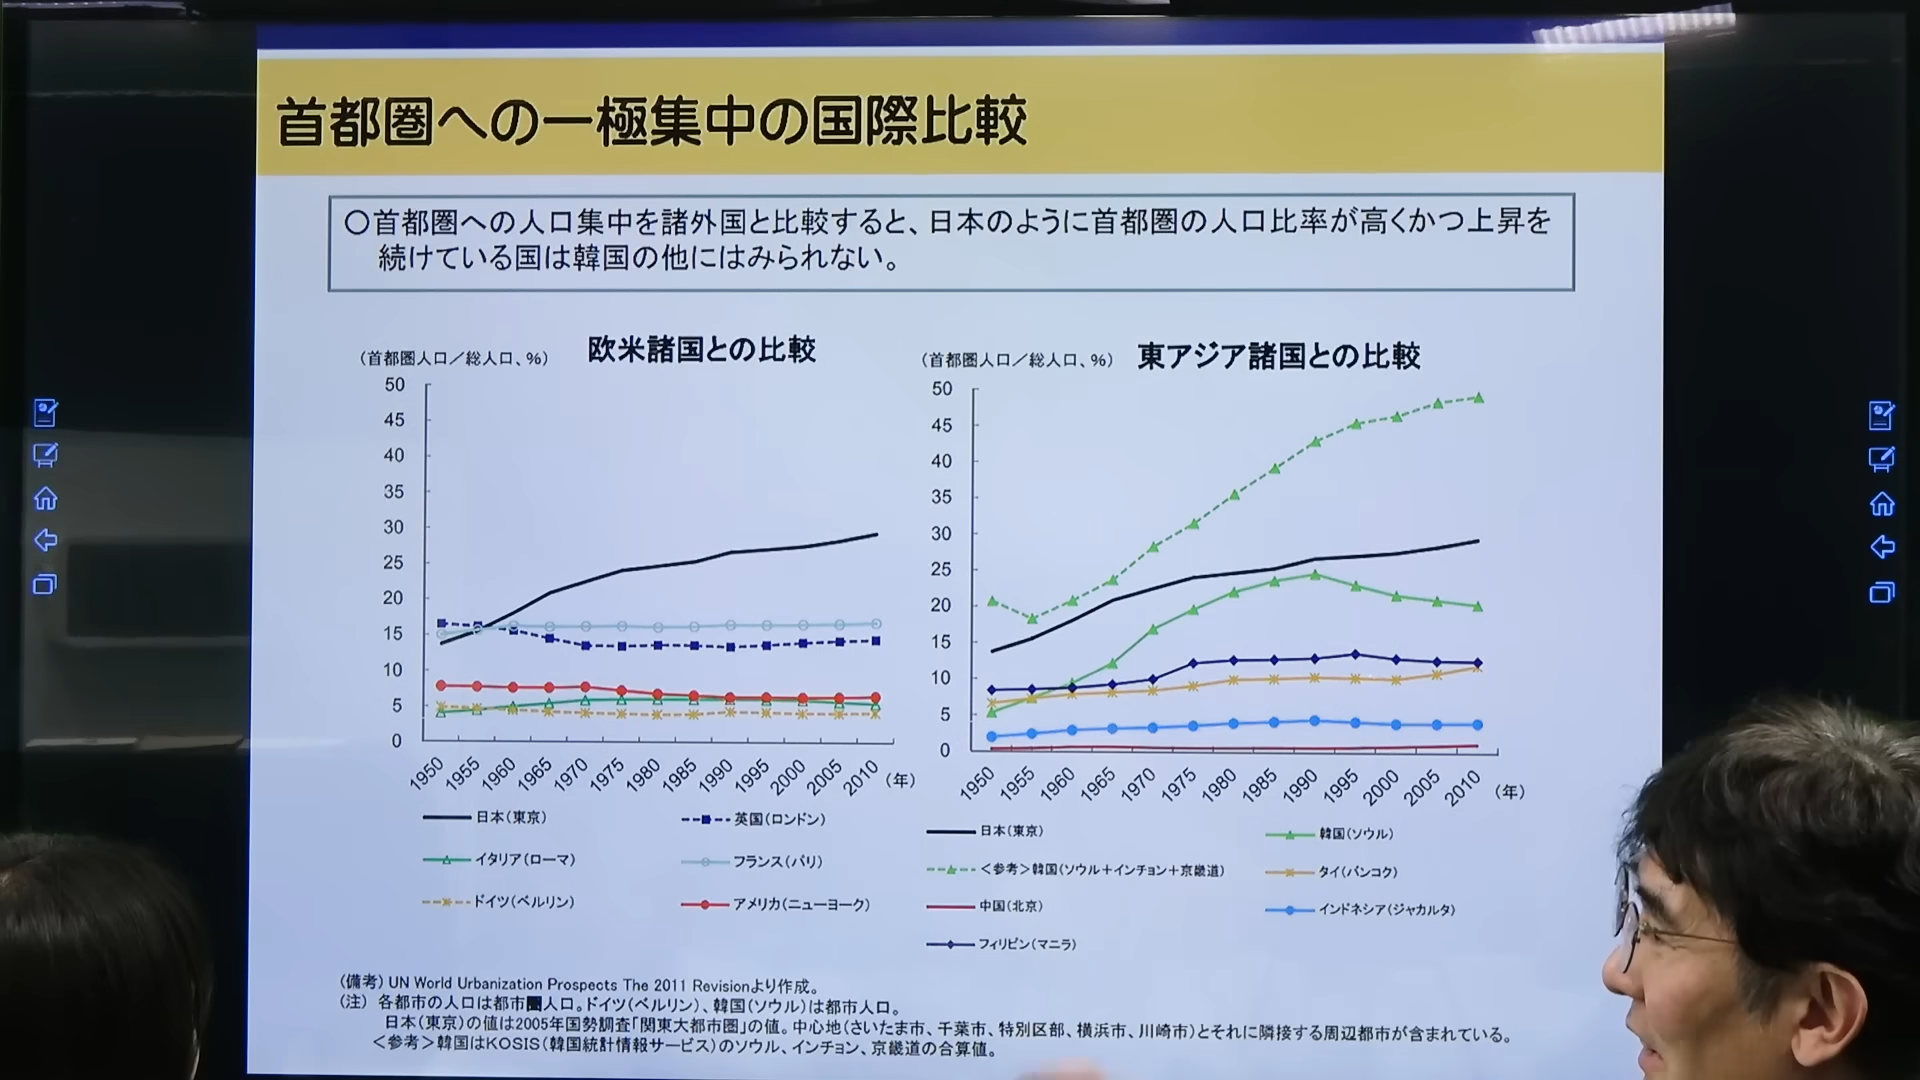 首都圏への一極集中の国際比較
〇首都圏への人口集中を諸外国と比較すると、日本のように首都圏の人口比率が高くかつ上昇を
続けている国は韓国の他にはみられない。
(首都圏人口／総人口、%)
欧米諸国との比較
50
45
40
35
30
25
20
15
10
5
0
1950 1955 1960 1965 1970 1975 1980 1985 1990 1995 2000 2005 2010 (年)
日本(東京)
英国(ロンドン)
イタリア(ローマ)
フランス(パリ)
ドイツ(ベルリン)
アメリカ(ニューヨーク)
(首都圏人口／総人口、%)
東アジア諸国との比較
50
45
40
35
30
25
20
15
10
5
0
1950 1955 1960 1965 1970 1975 1980 1985 1990 1995 2000 2005 2010 (年)
日本(東京)
韓国(ソウル)
＜参考＞韓国(ソウル＋インチョン＋京畿道)
タイ(バンコク)
中国(北京)
インドネシア(ジャカルタ)
フィリピン(マニラ)
(備考) UN World Urbanization Prospects The 2011 Revisionより作成。
(注) 各都市の人口は都市圏人口。ドイツ(ベルリン)、韓国(ソウル)は都市人口。
日本(東京)の値は2005年国勢調査「関東大都市圏」の値。中心地(さいたま市、千葉市、特別区部、横浜市、川崎市)とそれに隣接する周辺都市が含まれている。
＜参考＞韓国はKOSIS(韓国統計情報サービス)のソウル、インチョン、京畿道の合算値。